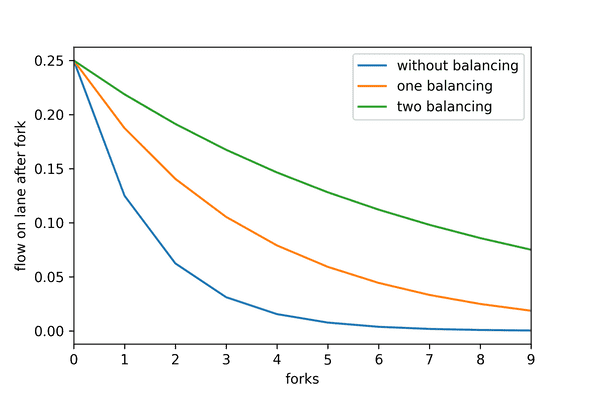 0.25
0.20
0.15
0.10
0.05
0.00
flow on lane after fork
without balancing
one balancing
two balancing
0 1 2 3 4 5 6 7 8 9
forks